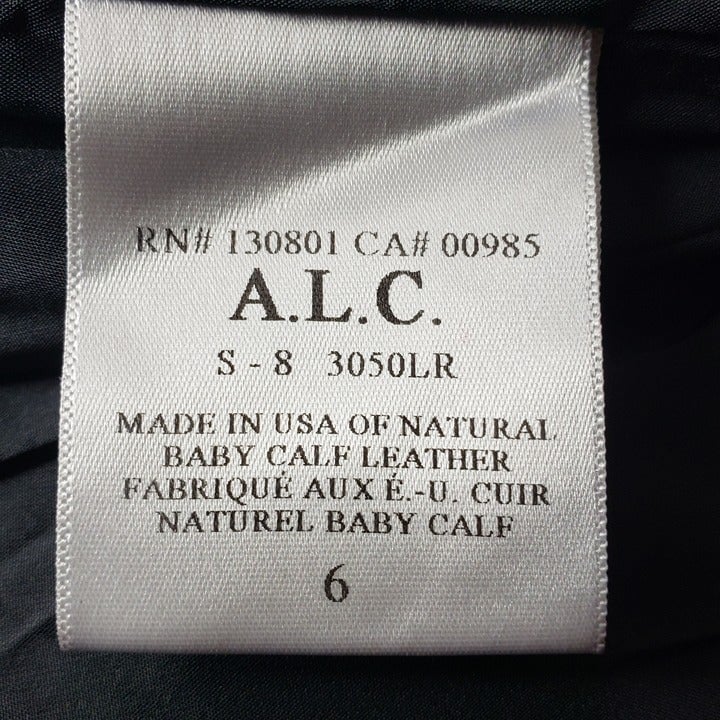 RN# 130801 CA# 00985
A.L.C.
S - 8 3050LR
MADE IN USA OF NATURAL
BABY CALF LEATHER
FABRIQUÉ AUX É.-U. CUIR
NATUREL BABY CALF
6